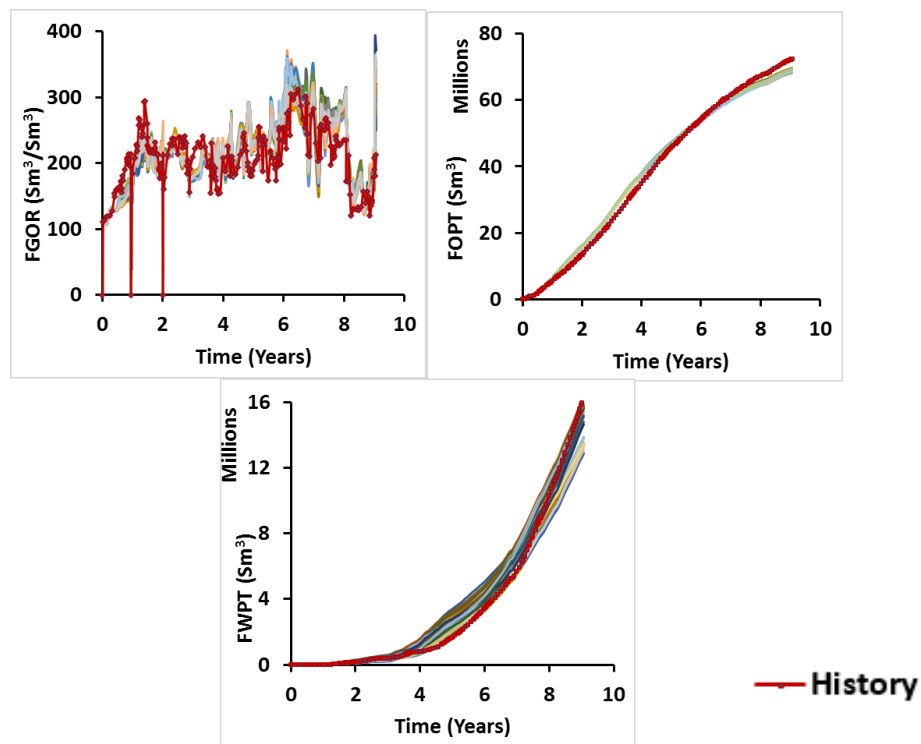 FGOR (Sm³/Sm³)
400
300
200
100
0
0 2 4 6 8 10
Time (Years)
Millions
FOPT (Sm³)
80
60
40
20
0
0 2 4 6 8 10
Time (Years)
Millions
FWPT (Sm³)
16
12
8
4
0
0 2 4 6 8 10
Time (Years)
History